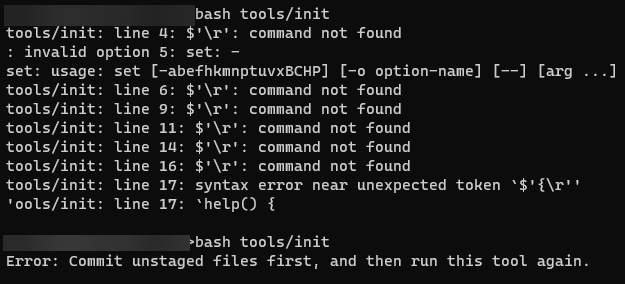 bash tools/init
tools/init: line 4: $'\r': command not found
: invalid option 5: set: -
set: usage: set [-abefhkmnptuvxBCHP] [-o option-name] [--] [arg ...]
tools/init: line 6: $'\r': command not found
tools/init: line 9: $'\r': command not found
tools/init: line 11: $'\r': command not found
tools/init: line 14: $'\r': command not found
tools/init: line 16: $'\r': command not found
tools/init: line 17: syntax error near unexpected token `$'{\r''
'ools/init: line 17: `help() {
>bash tools/init
Error: Commit unstaged files first, and then run this tool again.